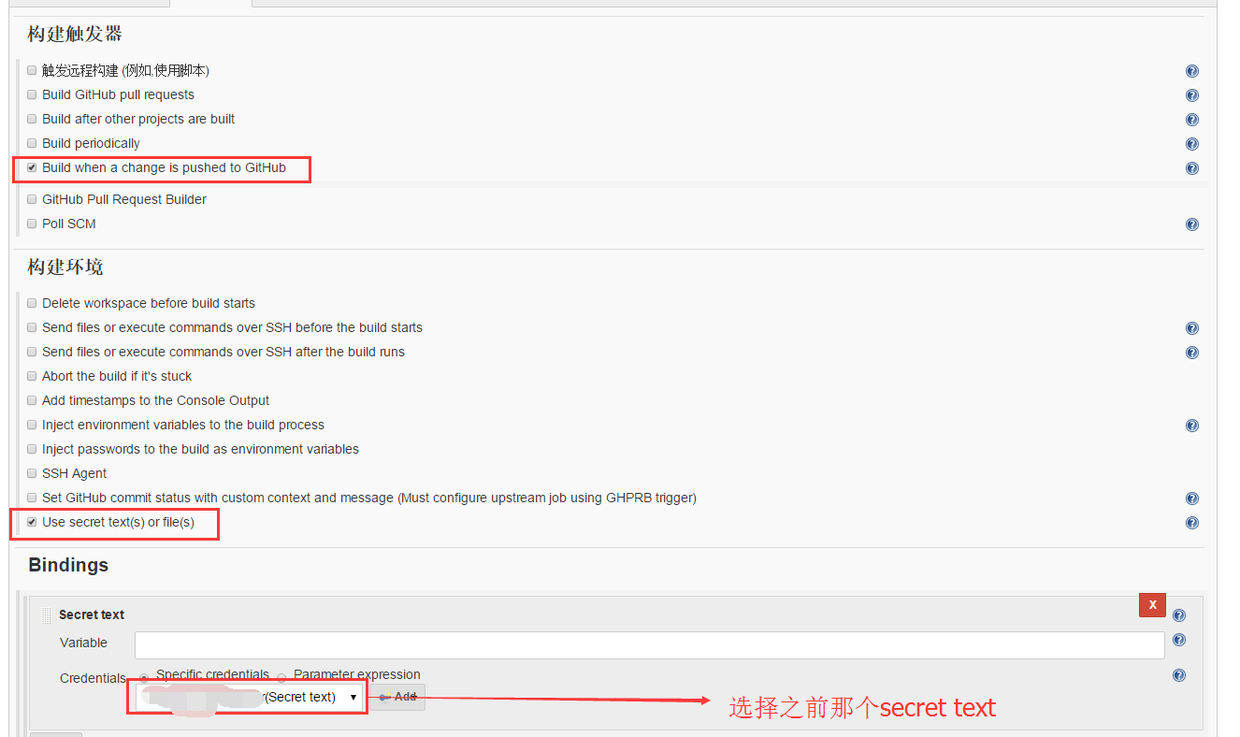 构建触发器
触发远程构建 (例如,使用脚本)
Build GitHub pull requests
Build after other projects are built
Build periodically
Build when a change is pushed to GitHub
GitHub Pull Request Builder
Poll SCM
构建环境
Delete workspace before build starts
Send files or execute commands over SSH before the build starts
Send files or execute commands over SSH after the build runs
Abort the build if it's stuck
Add timestamps to the Console Output
Inject environment variables to the build process
Inject passwords to the build as environment variables
SSH Agent
Set GitHub commit status with custom context and message (Must configure upstream job using GHPRB trigger)
Use secret text(s) or file(s)
Bindings
X
Secret text
Variable
Credentials Specific credentials Parameter expression
(Secret text) Add
选择之前那个secret text